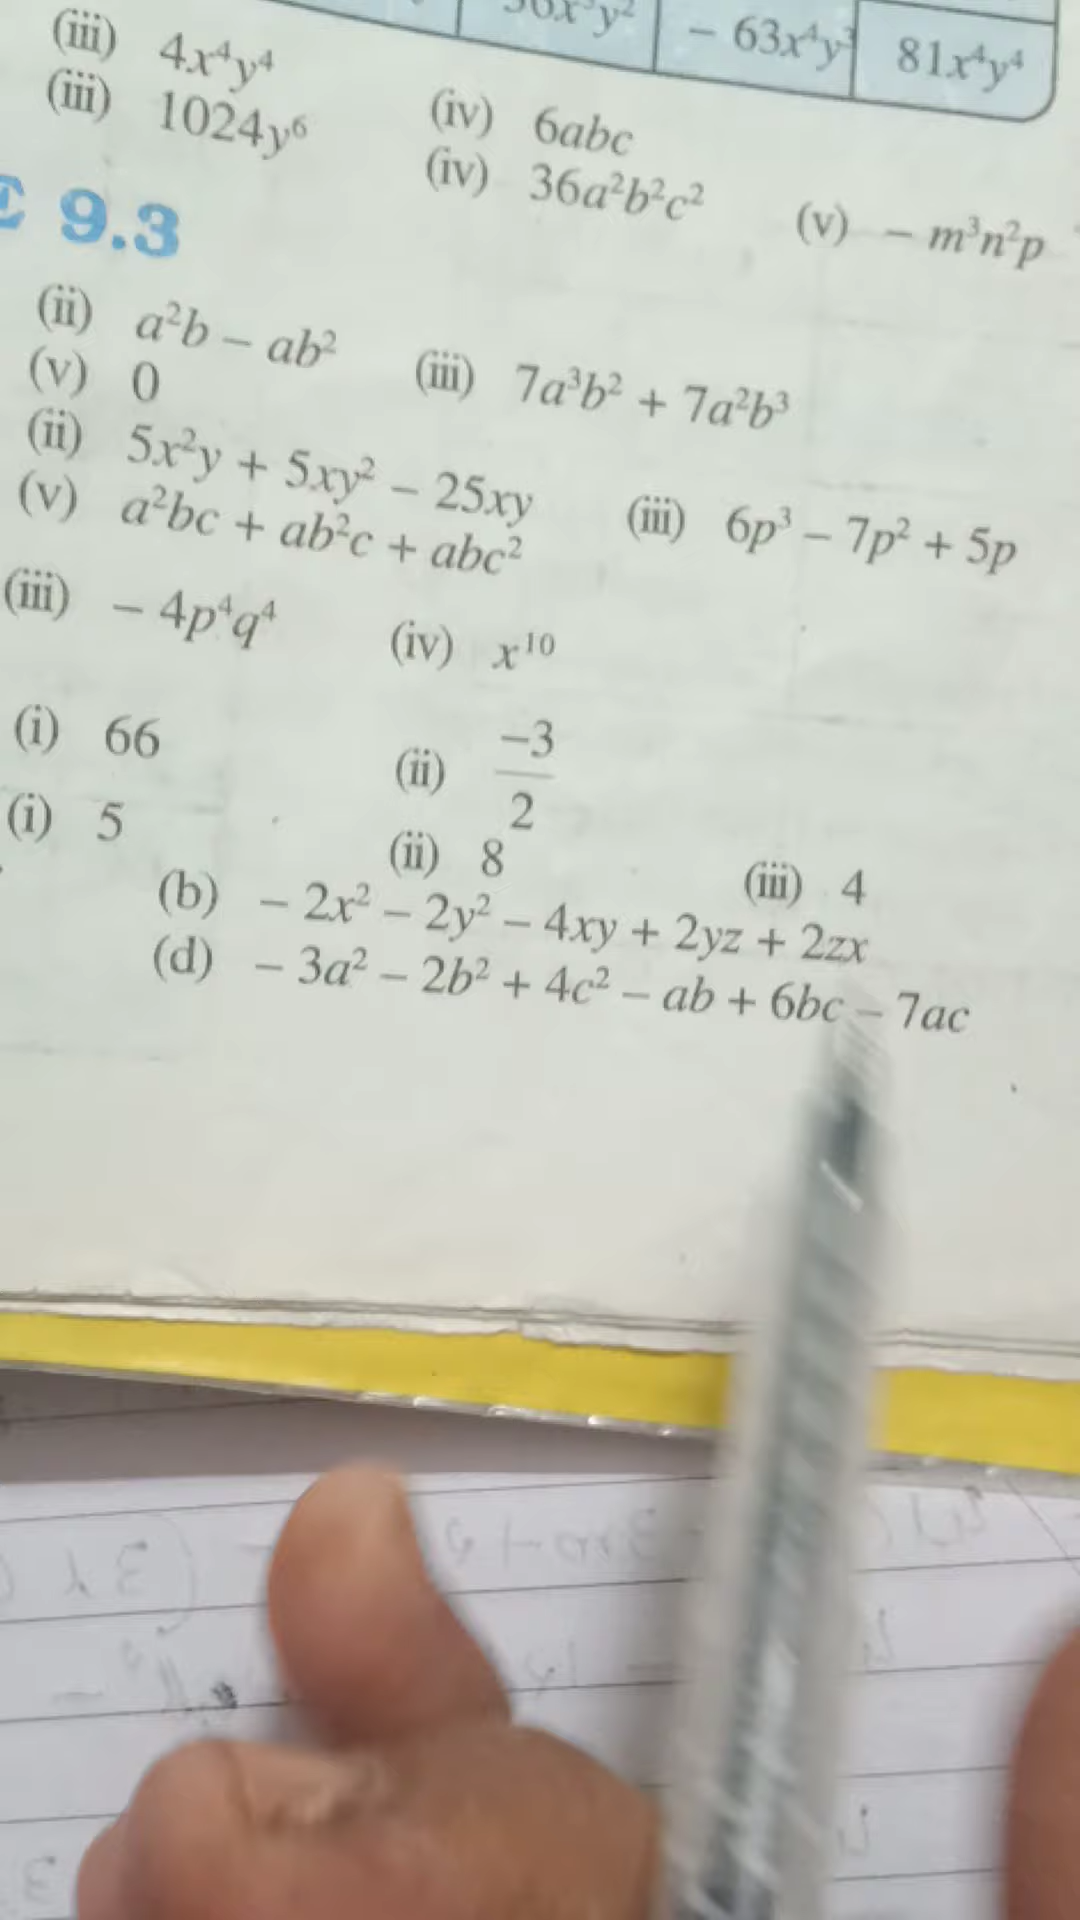 - 63x⁴y³ 81x⁴y⁴
(iii) 4x⁴y⁴ (iv) 6abc
(iii) 1024y⁶ (iv) 36a²b²c² (v) – m³n²p
9.3
(ii) a²b – ab² (iii) 7a³b² + 7a²b³
(v) 0
(ii) 5x²y + 5xy² – 25xy (iii) 6p³ – 7p² + 5p
(v) a²bc + ab²c + abc²
(iii) – 4p⁴q⁴ (iv) x¹⁰
(i) 66 (ii) −3/2
(i) 5 (ii) 8 (iii) 4
(b) – 2x² – 2y² – 4xy + 2yz + 2zx
(d) – 3a² – 2b² + 4c² – ab + 6bc – 7ac